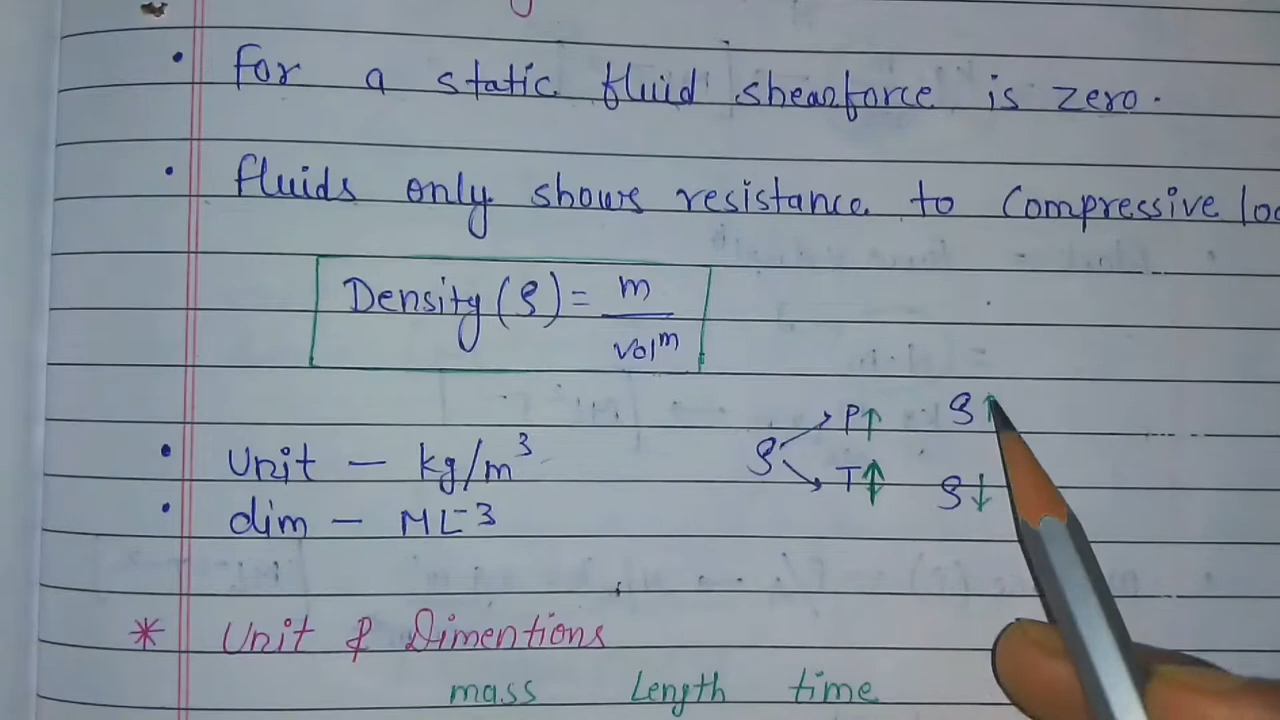 • for a static fluid shearforce is zero.
• fluids only shows resistance to Compressive
Density (ρ) = m / volᵐ
ρ → P↑ ρ↑
→ T↑ ρ↓
• Unit – kg/m³
• dim – ML-3
* Unit & Dimentions
mass Length time